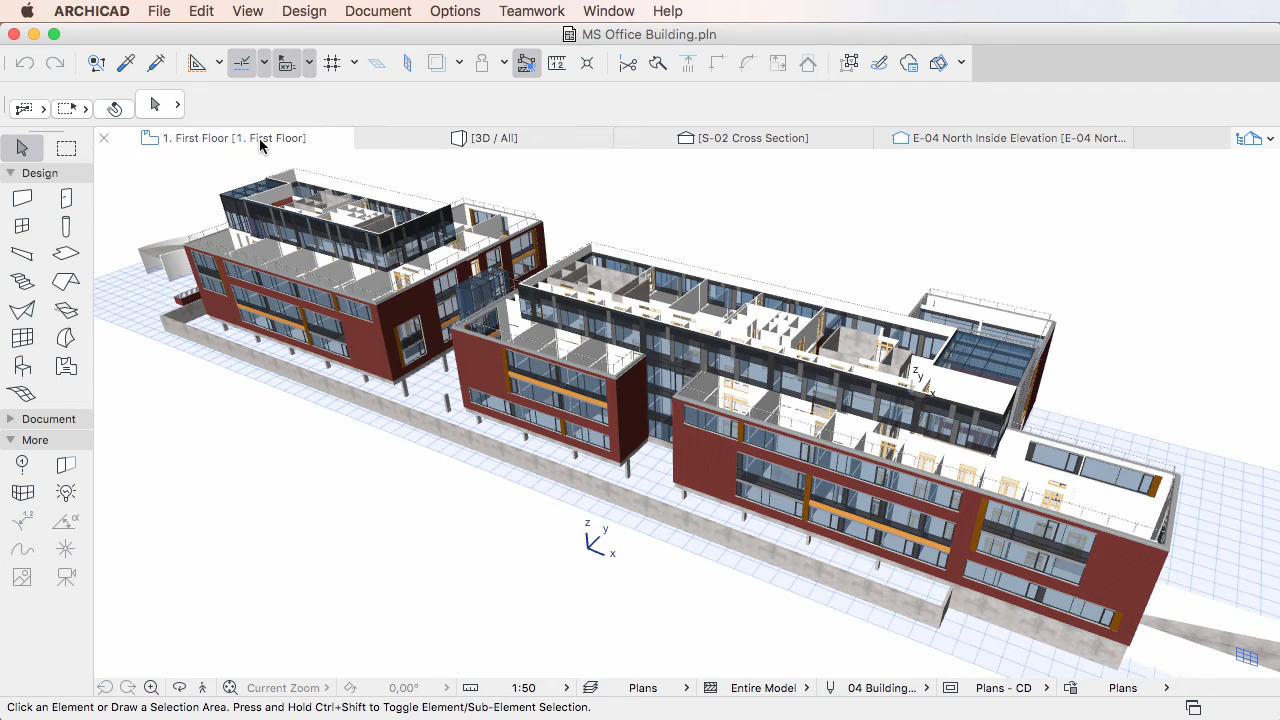 ARCHICAD File Edit View Design Document Options Teamwork Window Help
MS Office Building.pln
1. First Floor [1. First Floor] [3D / All] [S-02 Cross Section] E-04 North Inside Elevation [E-04 Nort...
Design
Document
More
1.2
α
z
y
x
z
y
x
Current Zoom 0,00° 1:50 Plans Entire Model 04 Building... Plans - CD Plans
Click an Element or Draw a Selection Area. Press and Hold Ctrl+Shift to Toggle Element/Sub-Element Selection.